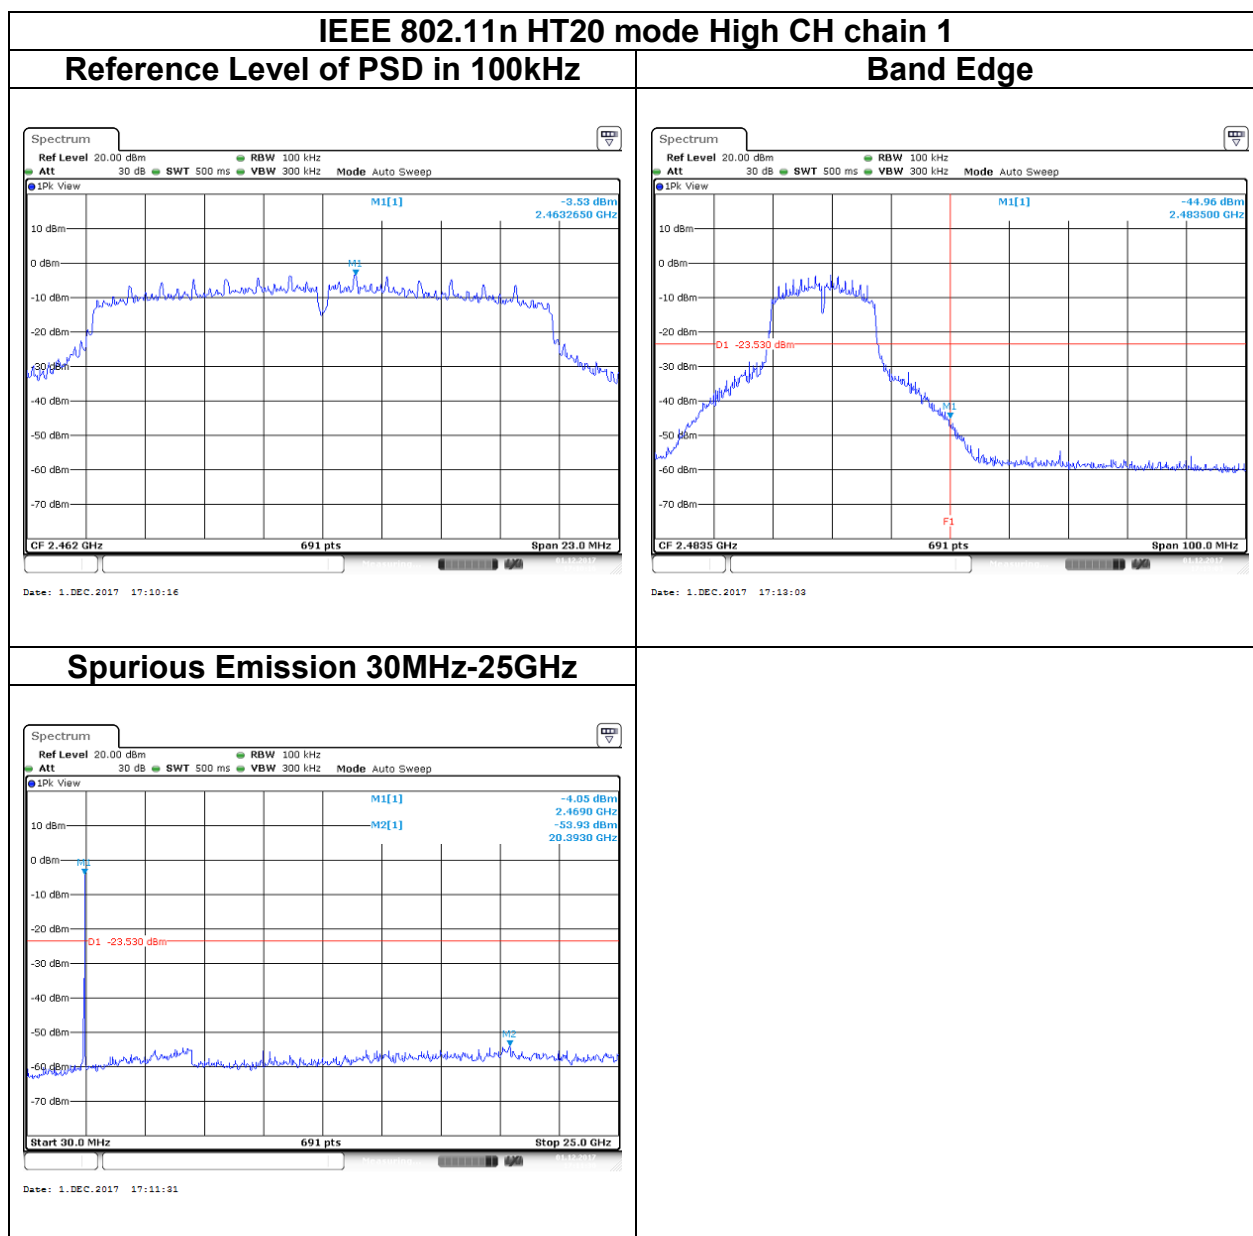 IEEE 802.11n HT20 mode High CH chain 1
Reference Level of PSD in 100kHz
Band Edge
Spectrum
Ref Level 20.00 dBm RBW 100 kHz
Att 30 dB SWT 500 ms VBW 300 kHz Mode Auto Sweep
1Pk View
M1[1] -3.53 dBm
2.4632650 GHz
10 dBm
0 dBm
M1
-10 dBm
-20 dBm
-30 dBm
-40 dBm
-50 dBm
-60 dBm
-70 dBm
CF 2.462 GHz 691 pts Span 23.0 MHz
Measuring... 01.12.2017
Date: 1.DEC.2017 17:10:16
Spectrum
Ref Level 20.00 dBm RBW 100 kHz
Att 30 dB SWT 500 ms VBW 300 kHz Mode Auto Sweep
1Pk View
M1[1] -44.96 dBm
2.483500 GHz
10 dBm
0 dBm
-10 dBm
-20 dBm
D1 -23.530 dBm
-30 dBm
-40 dBm
M1
-50 dBm
-60 dBm
-70 dBm
F1
CF 2.4835 GHz 691 pts Span 100.0 MHz
Measuring... 01.12.2017
Date: 1.DEC.2017 17:13:03
Spurious Emission 30MHz-25GHz
Spectrum
Ref Level 20.00 dBm RBW 100 kHz
Att 30 dB SWT 500 ms VBW 300 kHz Mode Auto Sweep
1Pk View
M1[1] -4.05 dBm
2.4690 GHz
10 dBm M2[1] -53.93 dBm
20.3930 GHz
0 dBm
M1
-10 dBm
-20 dBm
D1 -23.530 dBm
-30 dBm
-40 dBm
-50 dBm
M2
-60 dBm
-70 dBm
Start 30.0 MHz 691 pts Stop 25.0 GHz
Measuring... 01.12.2017
Date: 1.DEC.2017 17:11:31